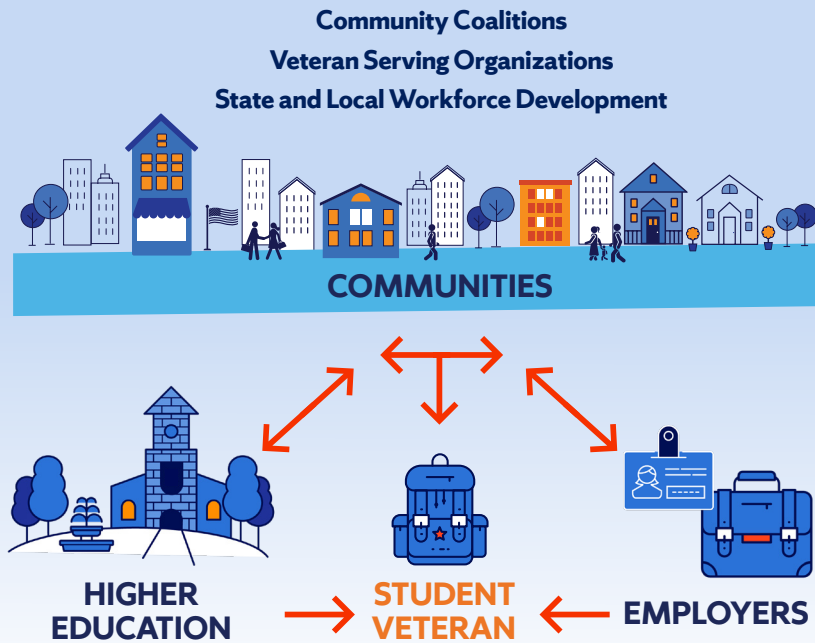 Community Coalitions
Veteran Serving Organizations
State and Local Workforce Development
COMMUNITIES
HIGHER
EDUCATION
STUDENT
VETERAN
EMPLOYERS